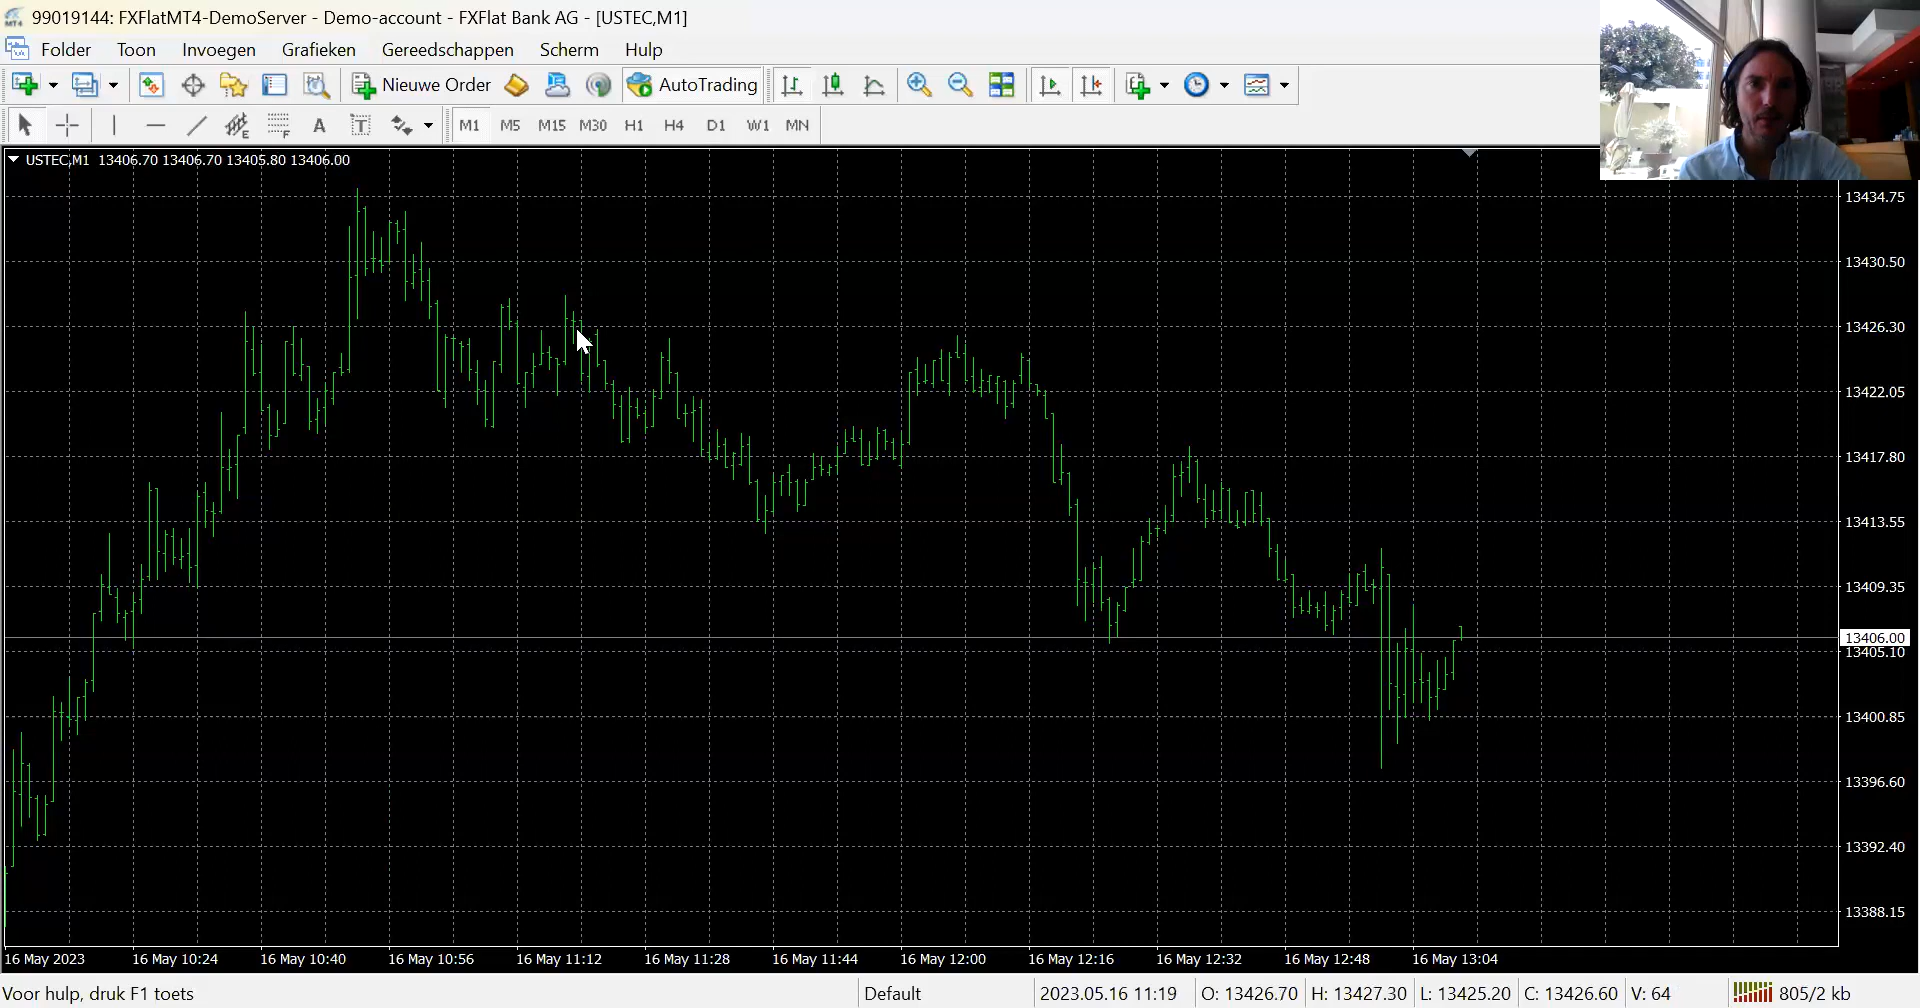 99019144: FXFlatMT4-DemoServer - Demo-account - FXFlat Bank AG - [USTEC,M1]
Folder Toon Invoegen Grafieken Gereedschappen Scherm Hulp
Nieuwe Order AutoTrading
A T M1 M5 M15 M30 H1 H4 D1 W1 MN
USTEC,M1 13406.70 13406.70 13405.80 13406.00
13434.75
13430.50
13426.30
13422.05
13417.80
13413.55
13409.35
13406.00
13405.10
13400.85
13396.60
13392.40
13388.15
16 May 2023 16 May 10:24 16 May 10:40 16 May 10:56 16 May 11:12 16 May 11:28 16 May 11:44 16 May 12:00 16 May 12:16 16 May 12:32 16 May 12:48 16 May 13:04
Voor hulp, druk F1 toets Default 2023.05.16 11:19 O: 13426.70 H: 13427.30 L: 13425.20 C: 13426.60 V: 64 805/2 kb